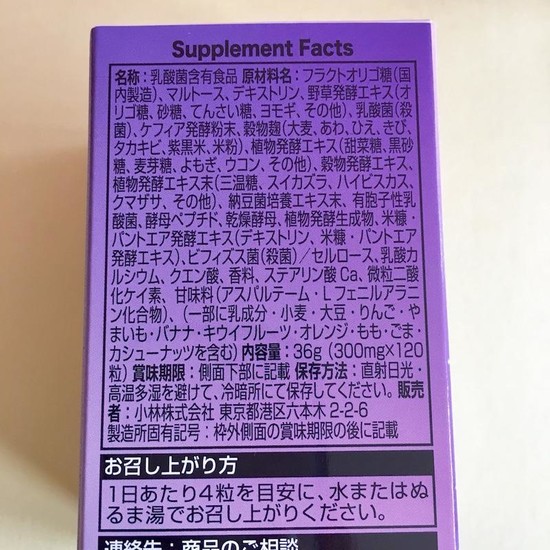 Supplement Facts
名称：乳酸菌含有食品 原材料名：フラクトオリゴ糖(国
内製造)、マルトース、デキストリン、野草発酵エキス(オ
リゴ糖、砂糖、てんさい糖、ヨモギ、その他)、乳酸菌(殺
菌)、ケフィア発酵粉末、穀物麹(大麦、あわ、ひえ、きび、
タカキビ、紫黒米、米粉)、植物発酵エキス(甜菜糖、黒砂
糖、麦芽糖、よもぎ、ウコン、その他)、穀物発酵エキス、
植物発酵エキス末(三温糖、スイカズラ、ハイビスカス、
クマザサ、その他)、納豆菌培養エキス末、有胞子性乳
酸菌、酵母ペプチド、乾燥酵母、植物発酵生成物、米糠・
パントエア発酵エキス(デキストリン、米糠・パントエア
発酵エキス)、ビフィズス菌(殺菌)／セルロース、乳酸カ
ルシウム、クエン酸、香料、ステアリン酸Ca、微粒二酸
化ケイ素、甘味料(アスパルテーム・Lフェニルアラニ
ン化合物)、(一部に乳成分・小麦・大豆・りんご・や
まいも・バナナ・キウイフルーツ・オレンジ・もも・ごま・
カシューナッツを含む) 内容量：36g (300mg×120
粒) 賞味期限：側面下部に記載 保存方法：直射日光・
高温多湿を避けて、冷暗所にて保存してください。 販売
者：小林株式会社 東京都港区六本木2-2-6
製造所固有記号：枠外側面の賞味期限の後に記載
お召し上がり方
1日あたり4粒を目安に、水またはぬ
るま湯でお召し上がりください。
連絡先：商品のご相談